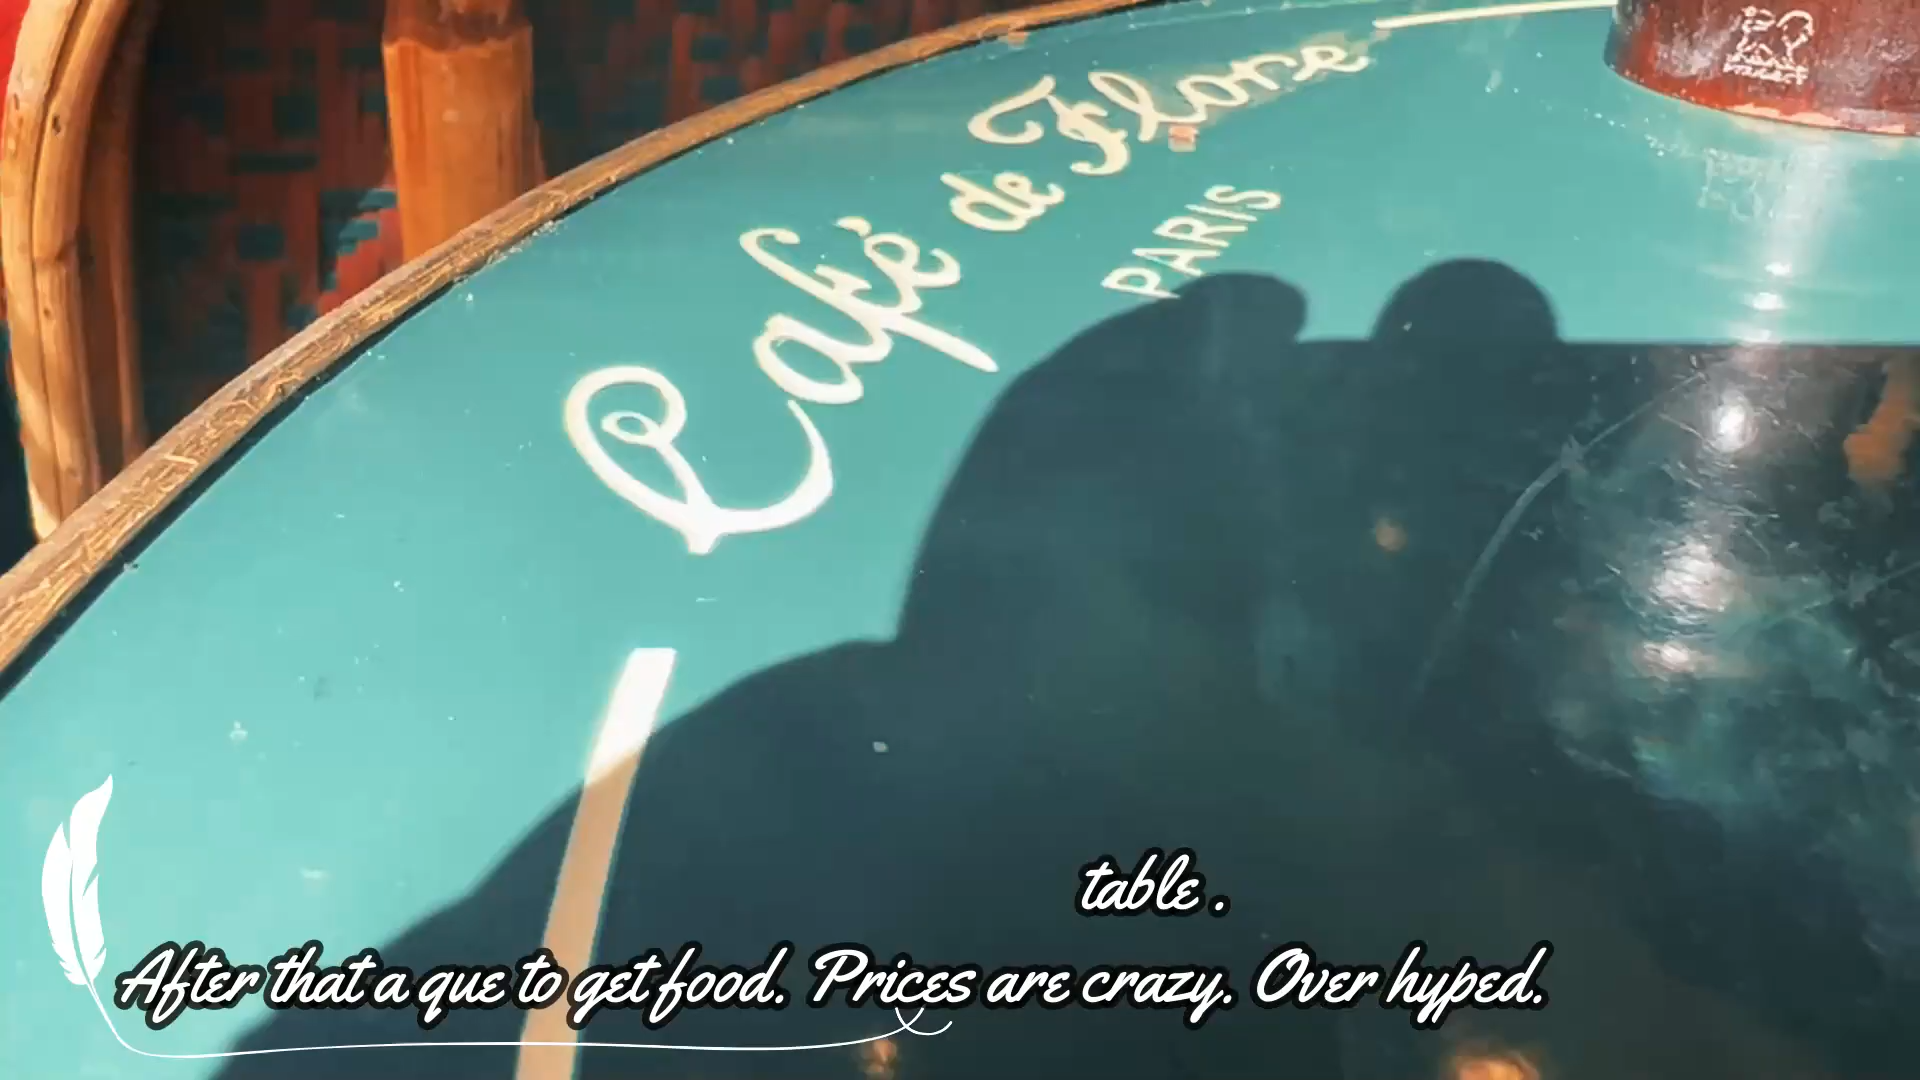 Café de Flore
PARIS
table .
After that a que to get food. Prices are crazy. Over hyped.